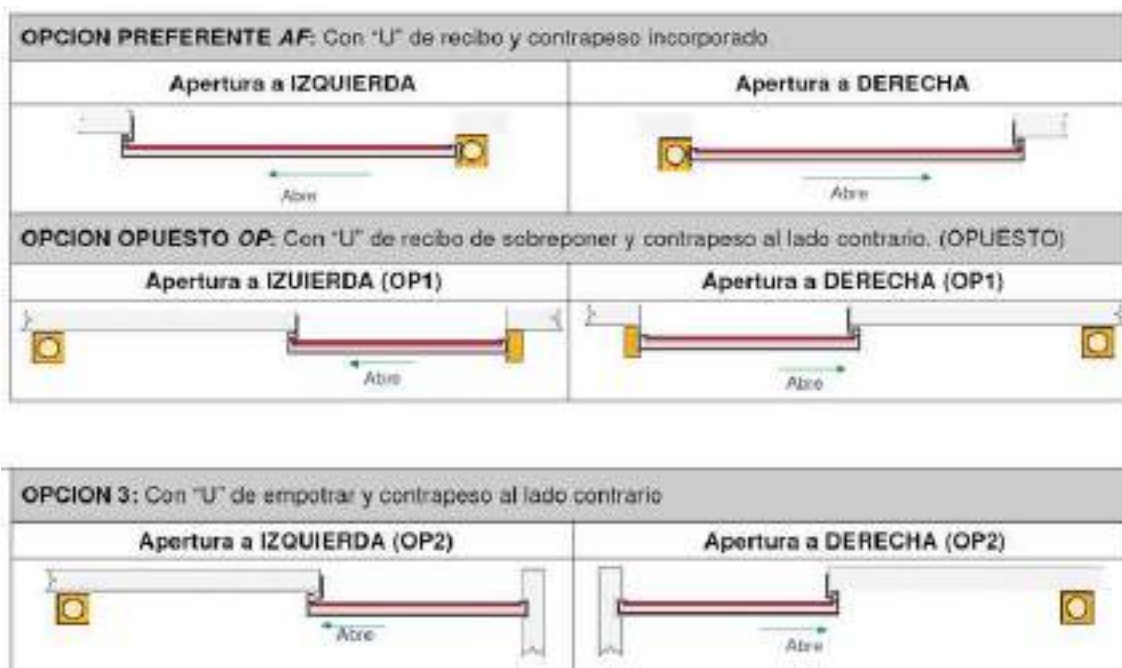 OPCION PREFERENTE AF: Con "U" de recibo y contrapeso incorporado
Apertura a IZQUIERDA
Apertura a DERECHA
Abre
Abre
OPCION OPUESTO OP: Con "U" de recibo de sobreponer y contrapeso al lado contrario. (OPUESTO)
Apertura a IZUIERDA (OP1)
Apertura a DERECHA (OP1)
Abre
Abre
OPCION 3: Con "U" de empotrar y contrapeso al lado contrario
Apertura a IZQUIERDA (OP2)
Apertura a DERECHA (OP2)
Abre
Abre